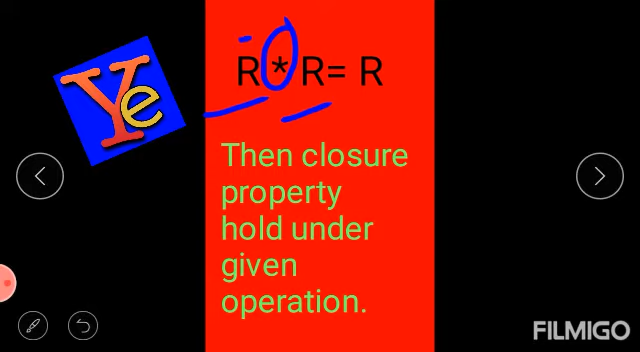 Ye
R * R= R
Then closure
property
hold under
given
operation.
FILMIGO